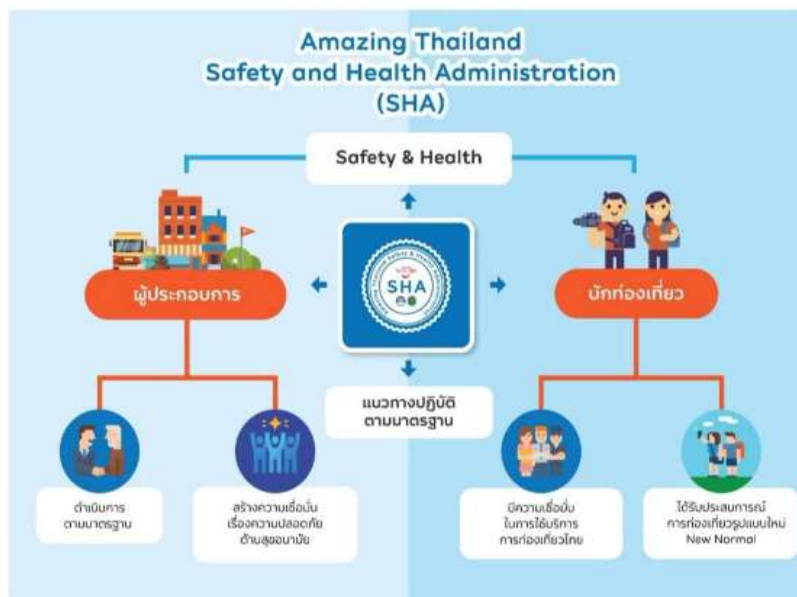 Amazing Thailand
Safety and Health Administration
(SHA)
Safety & Health
SHA
ผู้ประกอบการ
นักท่องเที่ยว
แนวทางปฏิบัติ
ตามมาตรฐาน
ดำเนินการ
ตามมาตรฐาน
สร้างความเชื่อมั่น
เรื่องความปลอดภัย
ด้านสุขอนามัย
มีความเชื่อมั่น
ในการใช้บริการ
การท่องเที่ยวไทย
ได้รับประสบการณ์
การท่องเที่ยวรูปแบบใหม่
New Normal